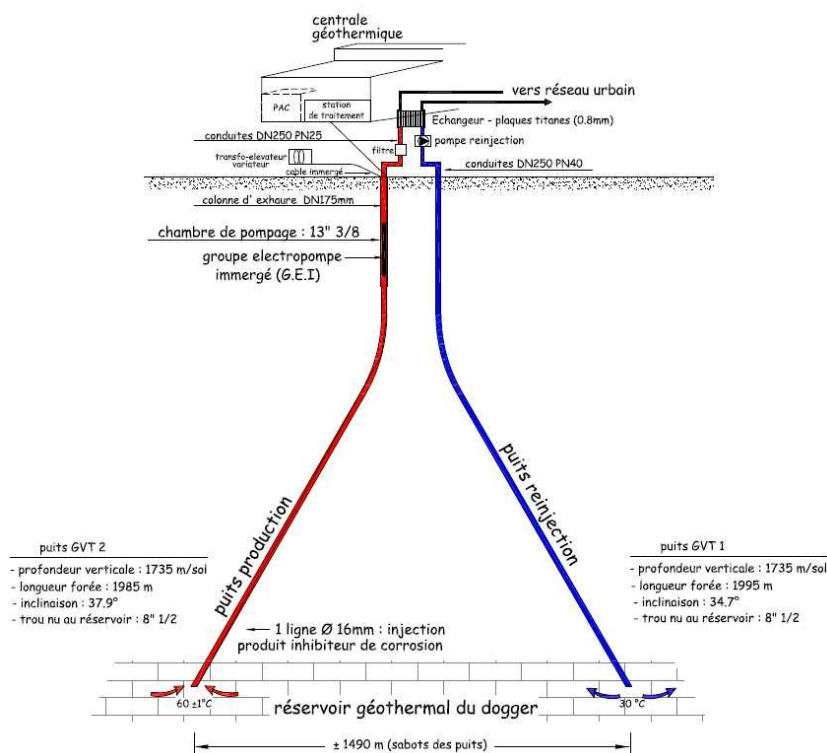 centrale
géothermique
vers réseau urbain
PAC
station
de traitement
Echangeur - plaques titanes (0.8mm)
conduites DN250 PN25
pompe reinjection
filtre
transfo-elevateur
variateur
cable immergé
conduites DN250 PN40
colonne d' exhaure DN175mm
chambre de pompage : 13" 3/8
groupe electropompe
immergé (G.E.I)
puits production
puits reinjection
puits GVT 2
- profondeur verticale : 1735 m/sol
- longueur forée : 1985 m
- inclinaison : 37.9°
- trou nu au réservoir : 8" 1/2
puits GVT 1
- profondeur verticale : 1735 m/sol
- longueur forée : 1995 m
- inclinaison : 34.7°
- trou nu au réservoir : 8" 1/2
1 ligne Ø 16mm : injection
produit inhibiteur de corrosion
60 ±1°C
réservoir géothermal du dogger
30 °C
± 1490 m (sabots des puits)